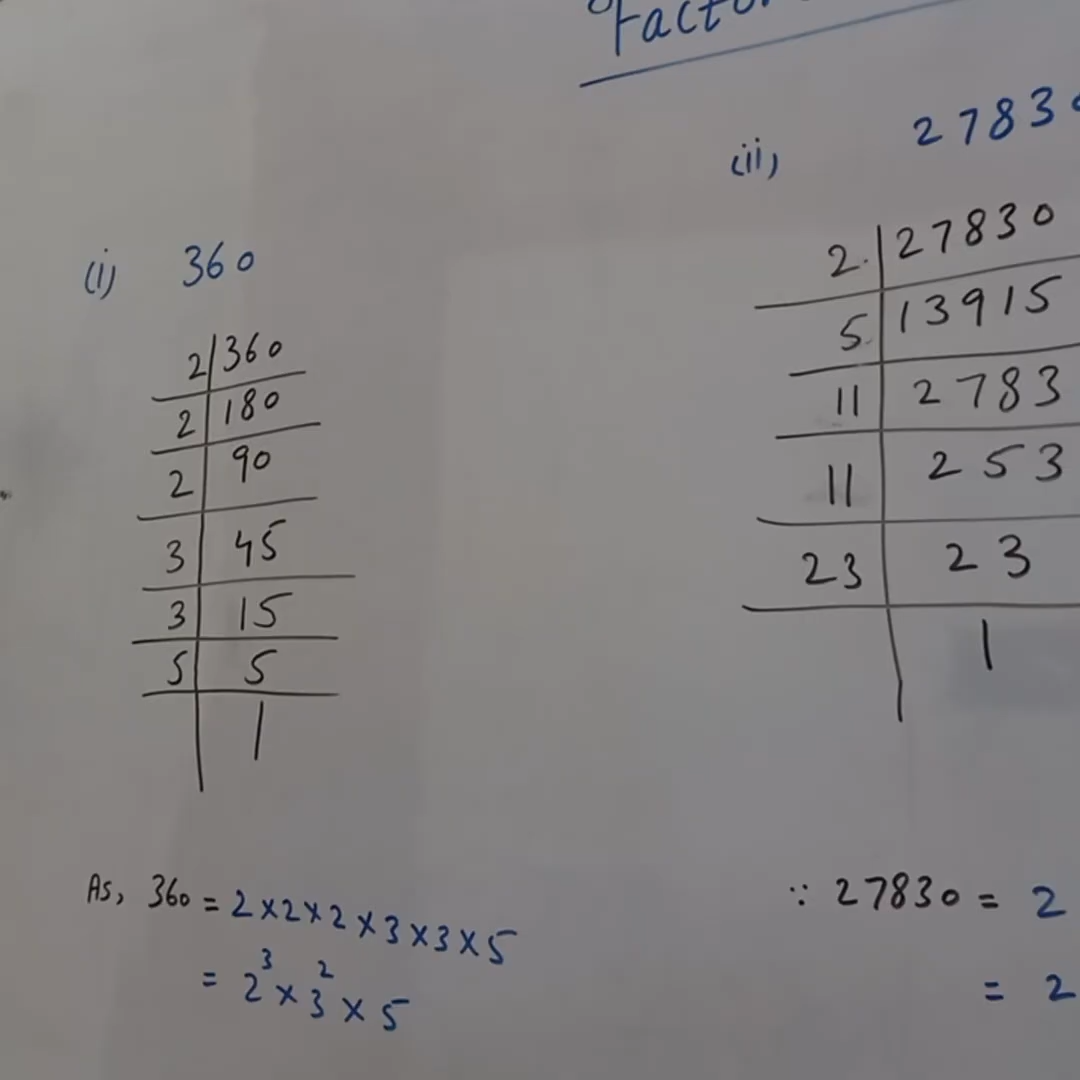 Factor
(i) 360
2 | 360
2 | 180
2 | 90
3 | 45
3 | 15
5 | 5
1
As, 360 = 2 × 2 × 2 × 3 × 3 × 5
= 2³ × 3² × 5
(ii) 27830
2 | 27830
5 | 13915
11 | 2783
11 | 253
23 | 23
1
∵ 27830 = 2
= 2